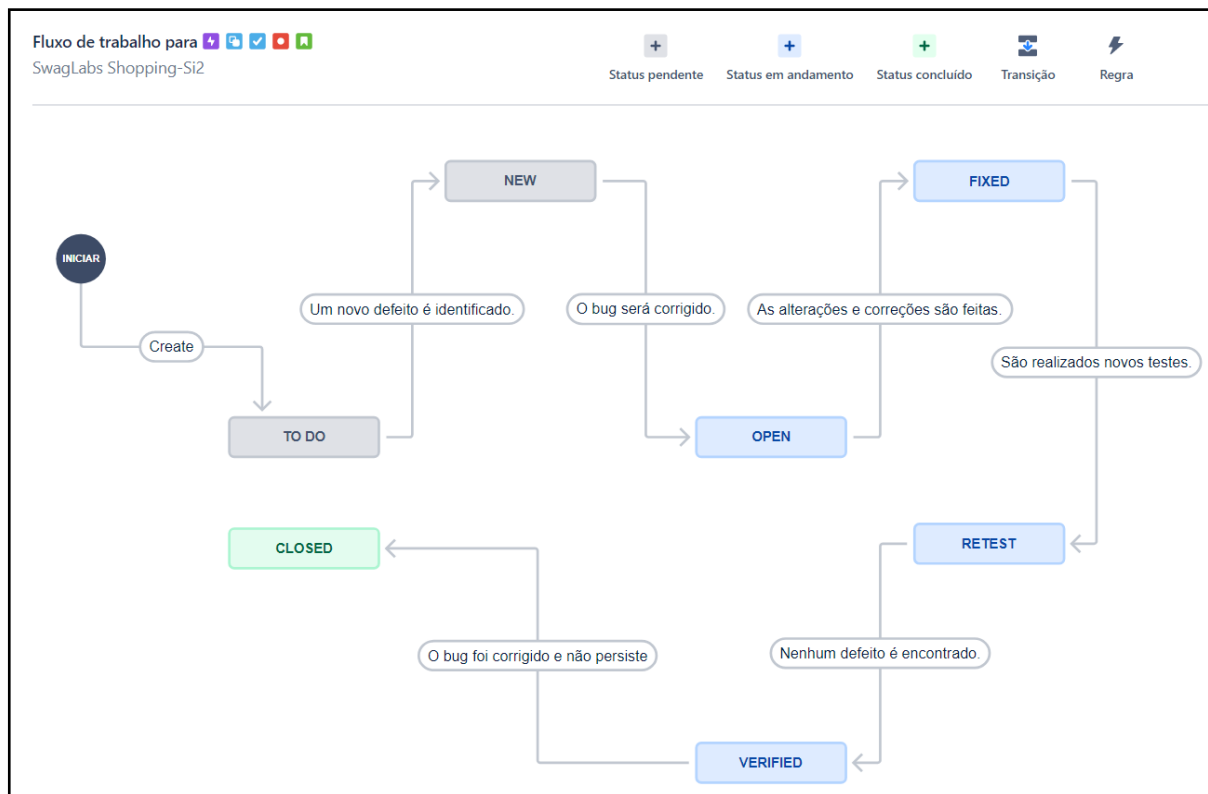 Fluxo de trabalho para
SwagLabs Shopping-Si2
Status pendente
Status em andamento
Status concluído
Transição
Regra
NEW
FIXED
INICIAR
Um novo defeito é identificado.
O bug será corrigido.
As alterações e correções são feitas.
Create
São realizados novos testes.
TO DO
OPEN
CLOSED
RETEST
O bug foi corrigido e não persiste
Nenhum defeito é encontrado.
VERIFIED